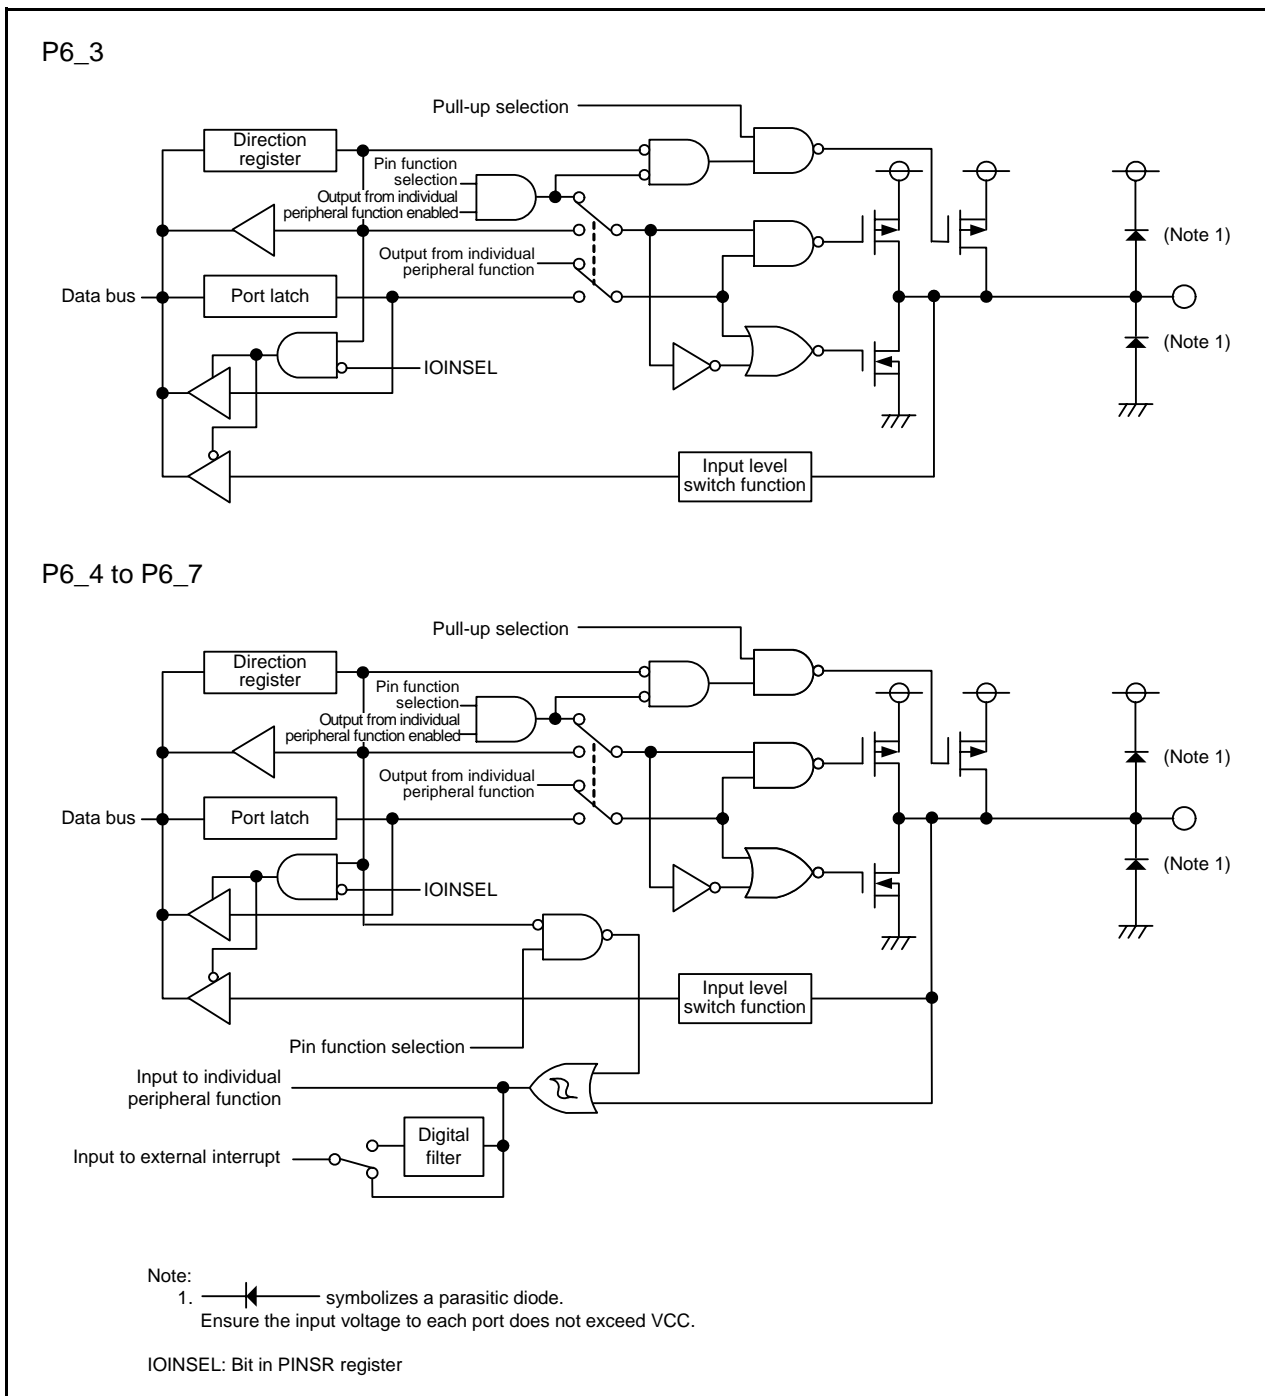 P6_3
Pull-up selection
Direction
register
Pin function
selection
Output from individual
peripheral function enabled
(Note 1)
Output from individual
peripheral function
Data bus
Port latch
(Note 1)
IOINSEL
Input level
switch function
P6_4 to P6_7
Pull-up selection
Direction
register
Pin function
selection
Output from individual
peripheral function enabled
(Note 1)
Output from individual
peripheral function
Data bus
Port latch
(Note 1)
IOINSEL
Input level
switch function
Pin function selection
Input to individual
peripheral function
Digital
filter
Input to external interrupt
Note:
1. symbolizes a parasitic diode.
Ensure the input voltage to each port does not exceed VCC.
IOINSEL: Bit in PINSR register